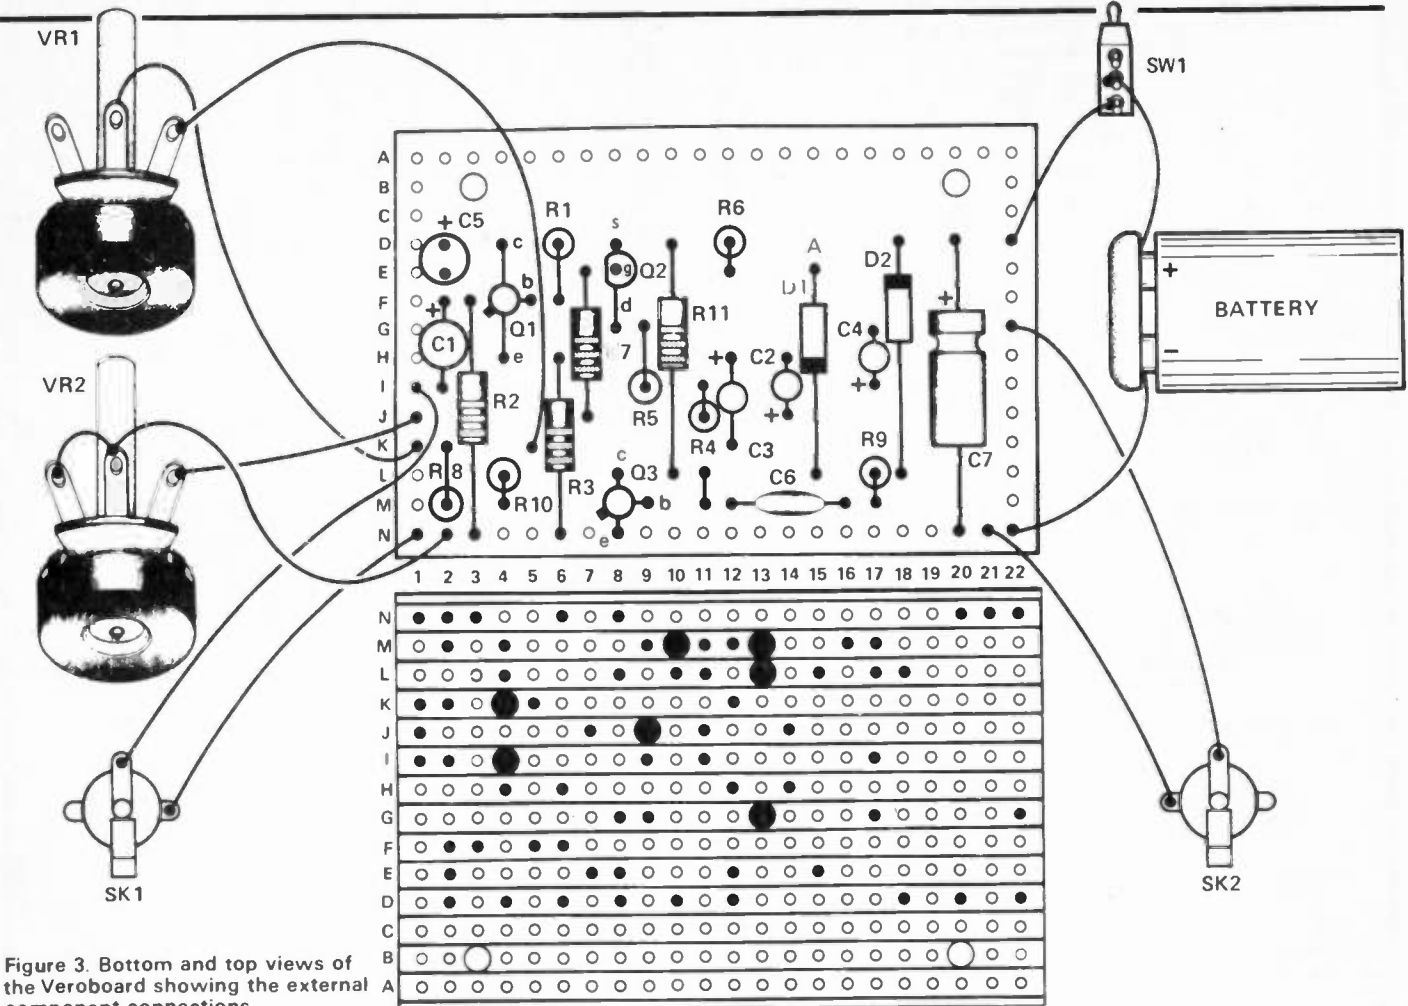 VR1
SW1
A
B
C
D
E
F
G
H
I
J
K
L
M
N
+ C5
R1
R6
s
c
b
e
Q1
g Q2
d
A
D1
D2
+
+ C1
7
R11
C2
C4
+
+
+
R2
R5
R4
C3
R9
C7
R8
R10
R3
c
Q3
b
e
C6
+
BATTERY
−
VR2
1 2 3 4 5 6 7 8 9 10 11 12 13 14 15 16 17 18 19 20 21 22
N
M
L
K
J
I
H
G
F
E
D
C
B
A
SK1
SK2
Figure 3. Bottom and top views of
the Veroboard showing the external
component connections